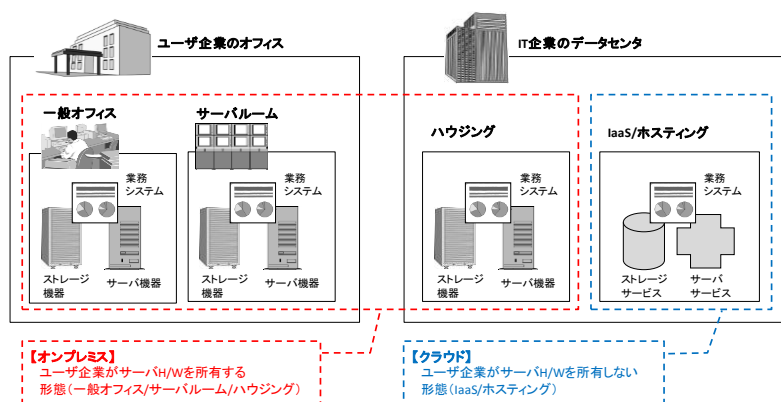 ユーザ企業のオフィス
IT企業のデータセンタ
一般オフィス
サーバルーム
ハウジング
IaaS/ホスティング
業務
システム
ストレージ
機器
サーバ機器
業務
システム
ストレージ
機器
サーバ機器
業務
システム
ストレージ
機器
サーバ機器
業務
システム
ストレージ
サービス
サーバ
サービス
【オンプレミス】
ユーザ企業がサーバH/Wを所有する
形態(一般オフィス/サーバルーム/ハウジング)
【クラウド】
ユーザ企業がサーバH/Wを所有しない
形態(IaaS/ホスティング)